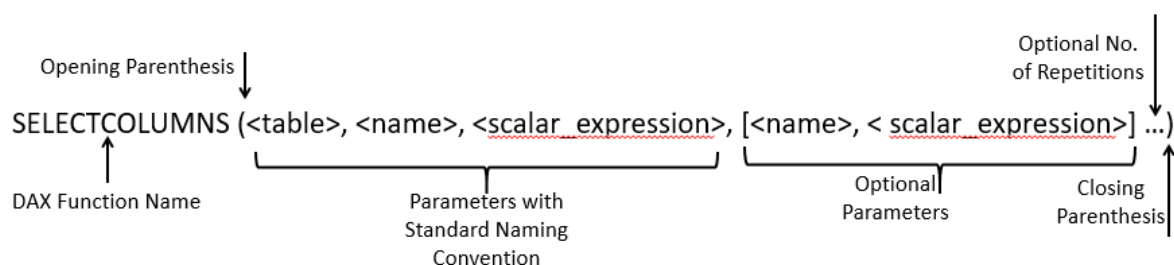 Optional No.
of Repetitions
Opening Parenthesis
SELECTCOLUMNS (<table>, <name>, <scalar_expression>, [<name>, < scalar_expression>] ...)
DAX Function Name
Parameters with
Standard Naming
Convention
Optional
Parameters
Closing
Parenthesis